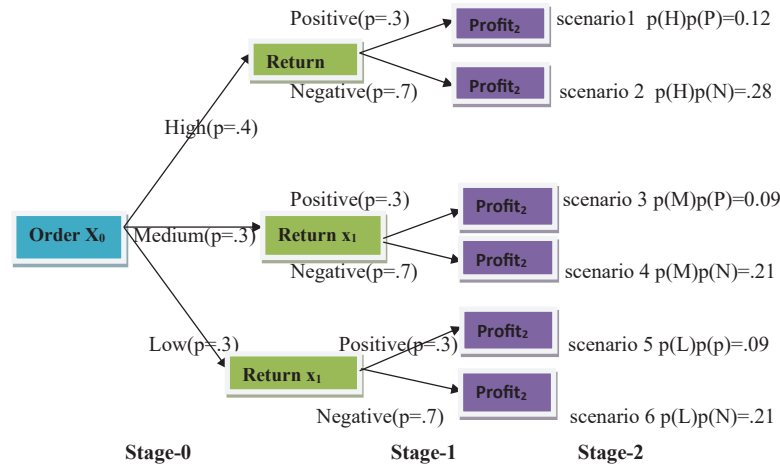 Positive(p=.3)
Profit₂
scenario1 p(H)p(P)=0.12
Return
Negative(p=.7)
Profit₂
scenario 2 p(H)p(N)=.28
High(p=.4)
Positive(p=.3)
Profit₂
scenario 3 p(M)p(P)=0.09
Order X₀
Medium(p=.3)
Return x₁
Negative(p=.7)
Profit₂
scenario 4 p(M)p(N)=.21
Low(p=.3)
Positive(p=.3)
Profit₂
scenario 5 p(L)p(p)=.09
Return x₁
Negative(p=.7)
Profit₂
scenario 6 p(L)p(N)=.21
Stage-0 Stage-1 Stage-2